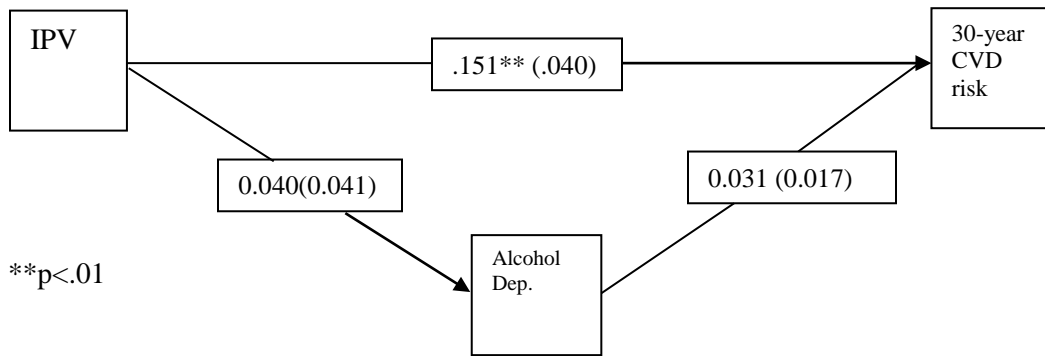 IPV
.151** (.040)
30-year
CVD
risk
0.040(0.041)
0.031 (0.017)
Alcohol
Dep.
**p<.01